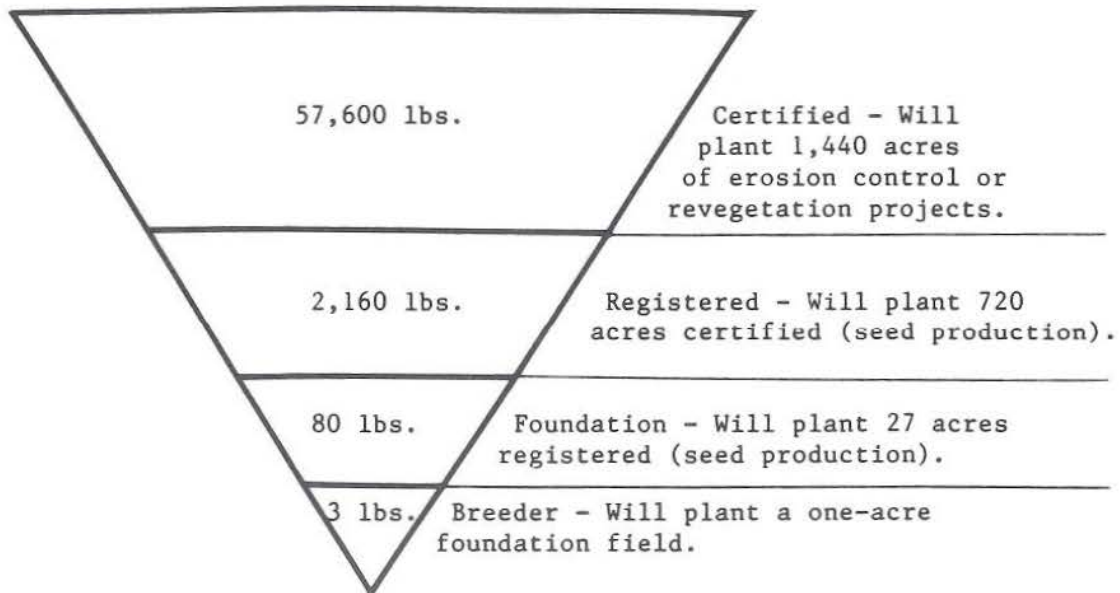 57,600 lbs.
Certified - Will
plant 1,440 acres
of erosion control or
revegetation projects.
2,160 lbs.
Registered - Will plant 720
acres certified (seed production).
80 lbs.
Foundation - Will plant 27 acres
registered (seed production).
3 lbs.
Breeder - Will plant a one-acre
foundation field.